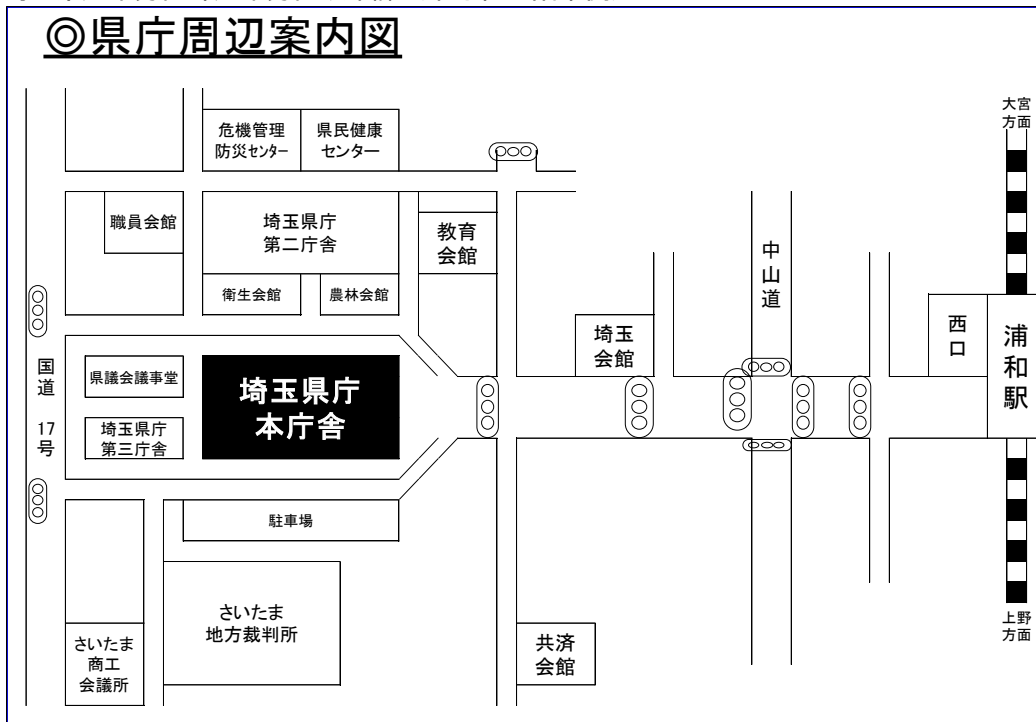 ◎県庁周辺案内図
大宮
方面
危機管理
防災センター
県民健康
センター
職員会館
埼玉県庁
第二庁舎
教育
会館
中山道
衛生会館
農林会館
埼玉
会館
西口
浦和駅
国道
17号
県議会議事堂
埼玉県庁
本庁舎
埼玉県庁
第三庁舎
駐車場
さいたま
地方裁判所
さいたま
商工
会議所
共済
会館
上野
方面